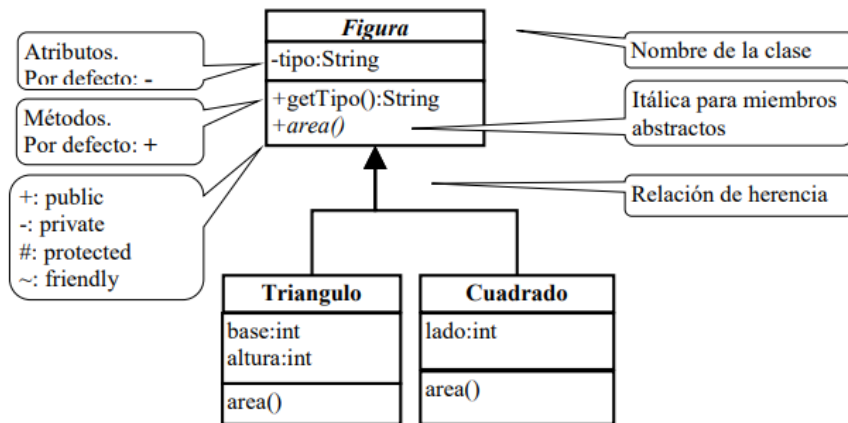 Figura
-tipo:String
+getTipo():String
+area()
Atributos.
Por defecto: -
Métodos.
Por defecto: +
+: public
-: private
#: protected
~: friendly
Nombre de la clase
Itálica para miembros
abstractos
Relación de herencia
Triangulo
base:int
altura:int
area()
Cuadrado
lado:int
area()